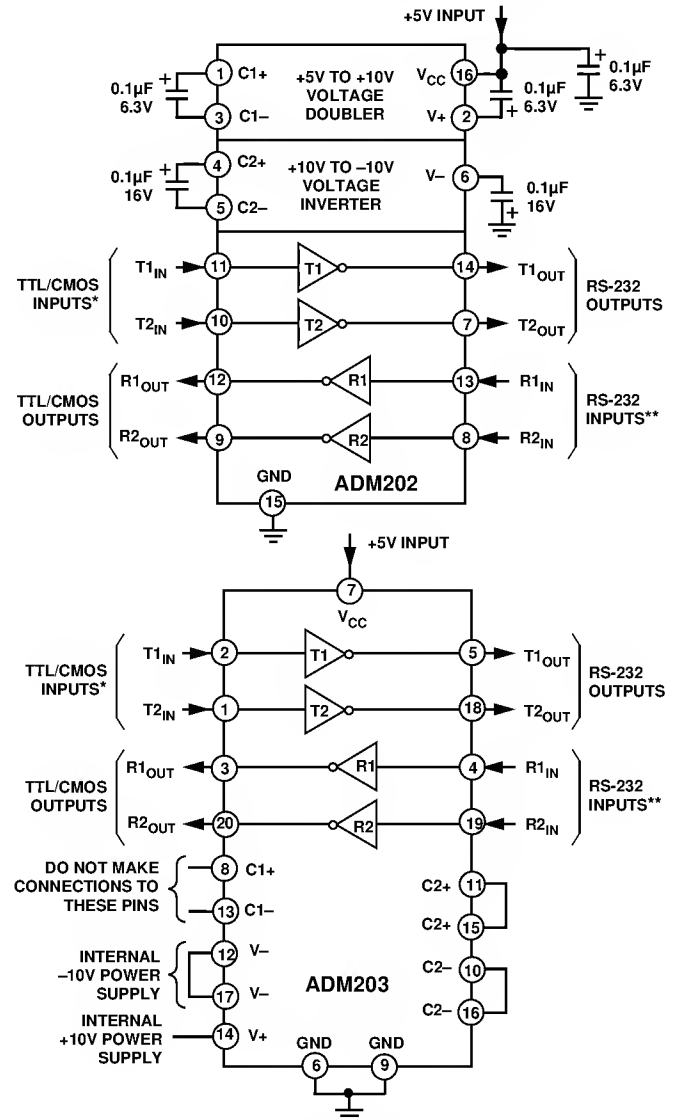 +5V INPUT
0.1µF
6.3V
+
1
C1+
3
C1–
+5V TO +10V
VOLTAGE
DOUBLER
VCC
16
V+
2
0.1µF
6.3V
+
+
0.1µF
6.3V
0.1µF
16V
+
4
C2+
5
C2–
+10V TO –10V
VOLTAGE
INVERTER
V–
6
0.1µF
16V
+
TTL/CMOS
INPUTS*
T1IN
11
T1
14
T1OUT
RS-232
OUTPUTS
T2IN
10
T2
7
T2OUT
TTL/CMOS
OUTPUTS
R1OUT
12
R1
13
R1IN
RS-232
INPUTS**
R2OUT
9
R2
8
R2IN
GND
15
ADM202
+5V INPUT
7
VCC
TTL/CMOS
INPUTS*
T1IN
2
T1
5
T1OUT
RS-232
OUTPUTS
T2IN
1
T2
18
T2OUT
TTL/CMOS
OUTPUTS
R1OUT
3
R1
4
R1IN
RS-232
INPUTS**
R2OUT
20
R2
19
R2IN
DO NOT MAKE
CONNECTIONS TO
THESE PINS
8
C1+
13
C1–
C2+
11
C2+
15
INTERNAL
–10V POWER
SUPPLY
12
V–
17
V–
C2–
10
C2–
16
ADM203
INTERNAL
+10V POWER
SUPPLY
14
V+
GND
6
GND
9